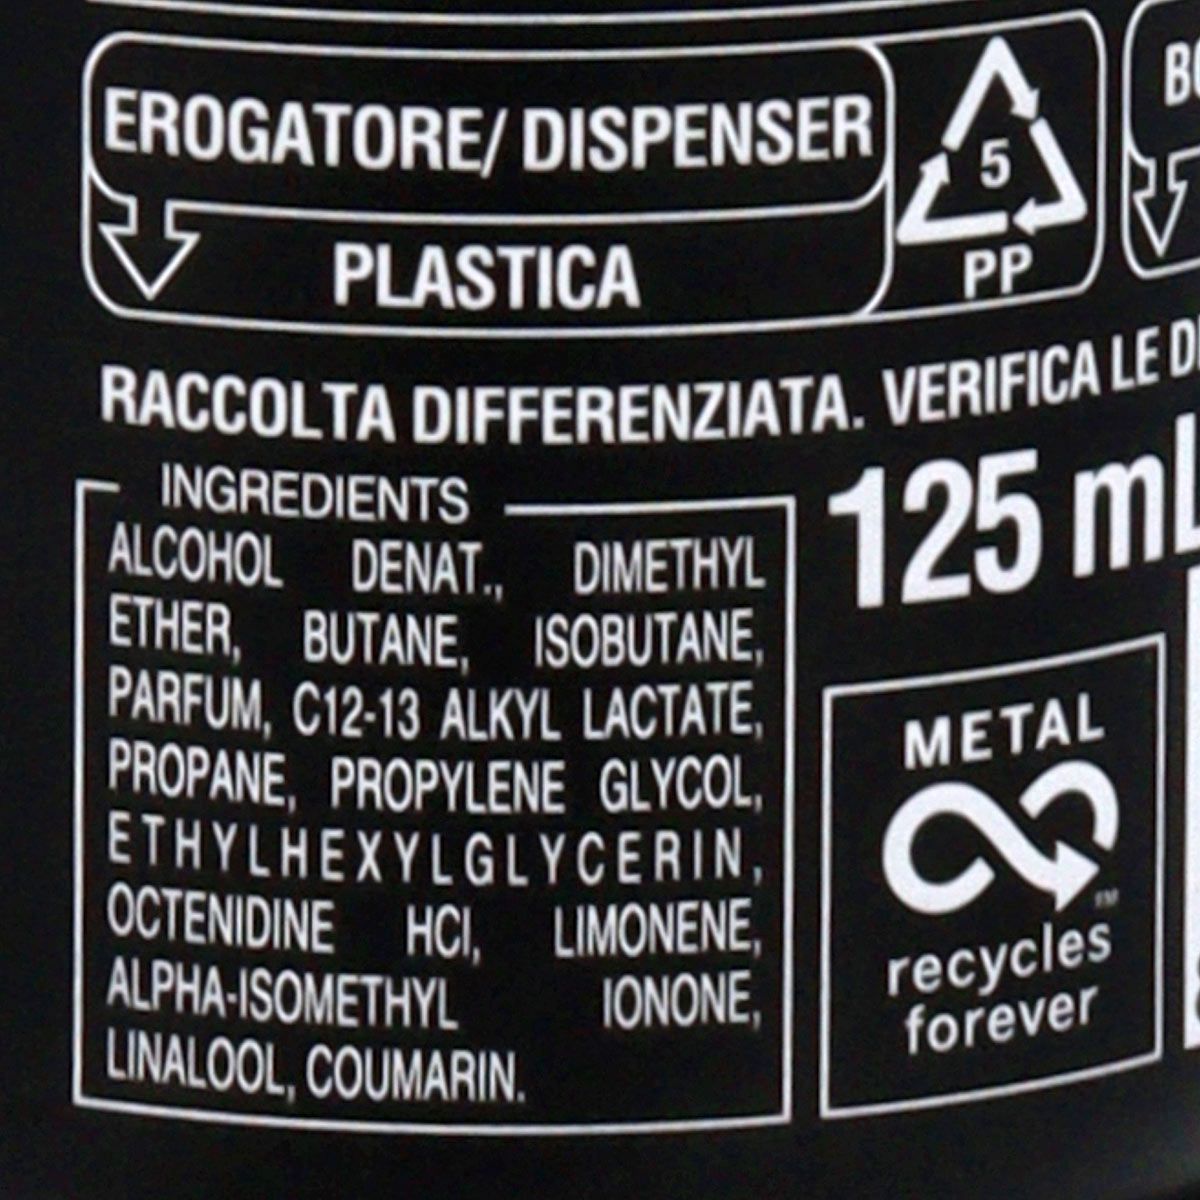 EROGATORE/ DISPENSER
PLASTICA
5
PP
RACCOLTA DIFFERENZIATA. VERIFICA LE
125 mL
INGREDIENTS
ALCOHOL DENAT., DIMETHYL
ETHER, BUTANE, ISOBUTANE,
PARFUM, C12-13 ALKYL LACTATE,
PROPANE, PROPYLENE GLYCOL,
ETHYLHEXYLGLYCERIN,
OCTENIDINE HCl, LIMONENE,
ALPHA-ISOMETHYL IONONE,
LINALOOL, COUMARIN.
METAL
TM
recycles
forever